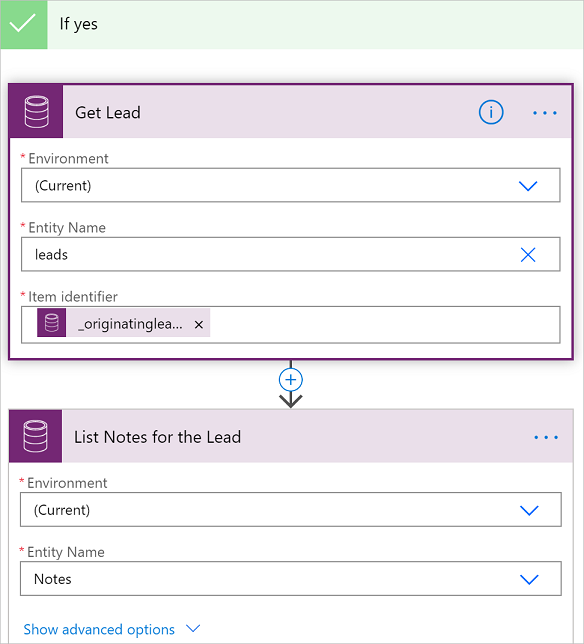 If yes
Get Lead
* Environment
(Current)
* Entity Name
leads
* Item identifier
_originatinglea...
List Notes for the Lead
* Environment
(Current)
* Entity Name
Notes
Show advanced options